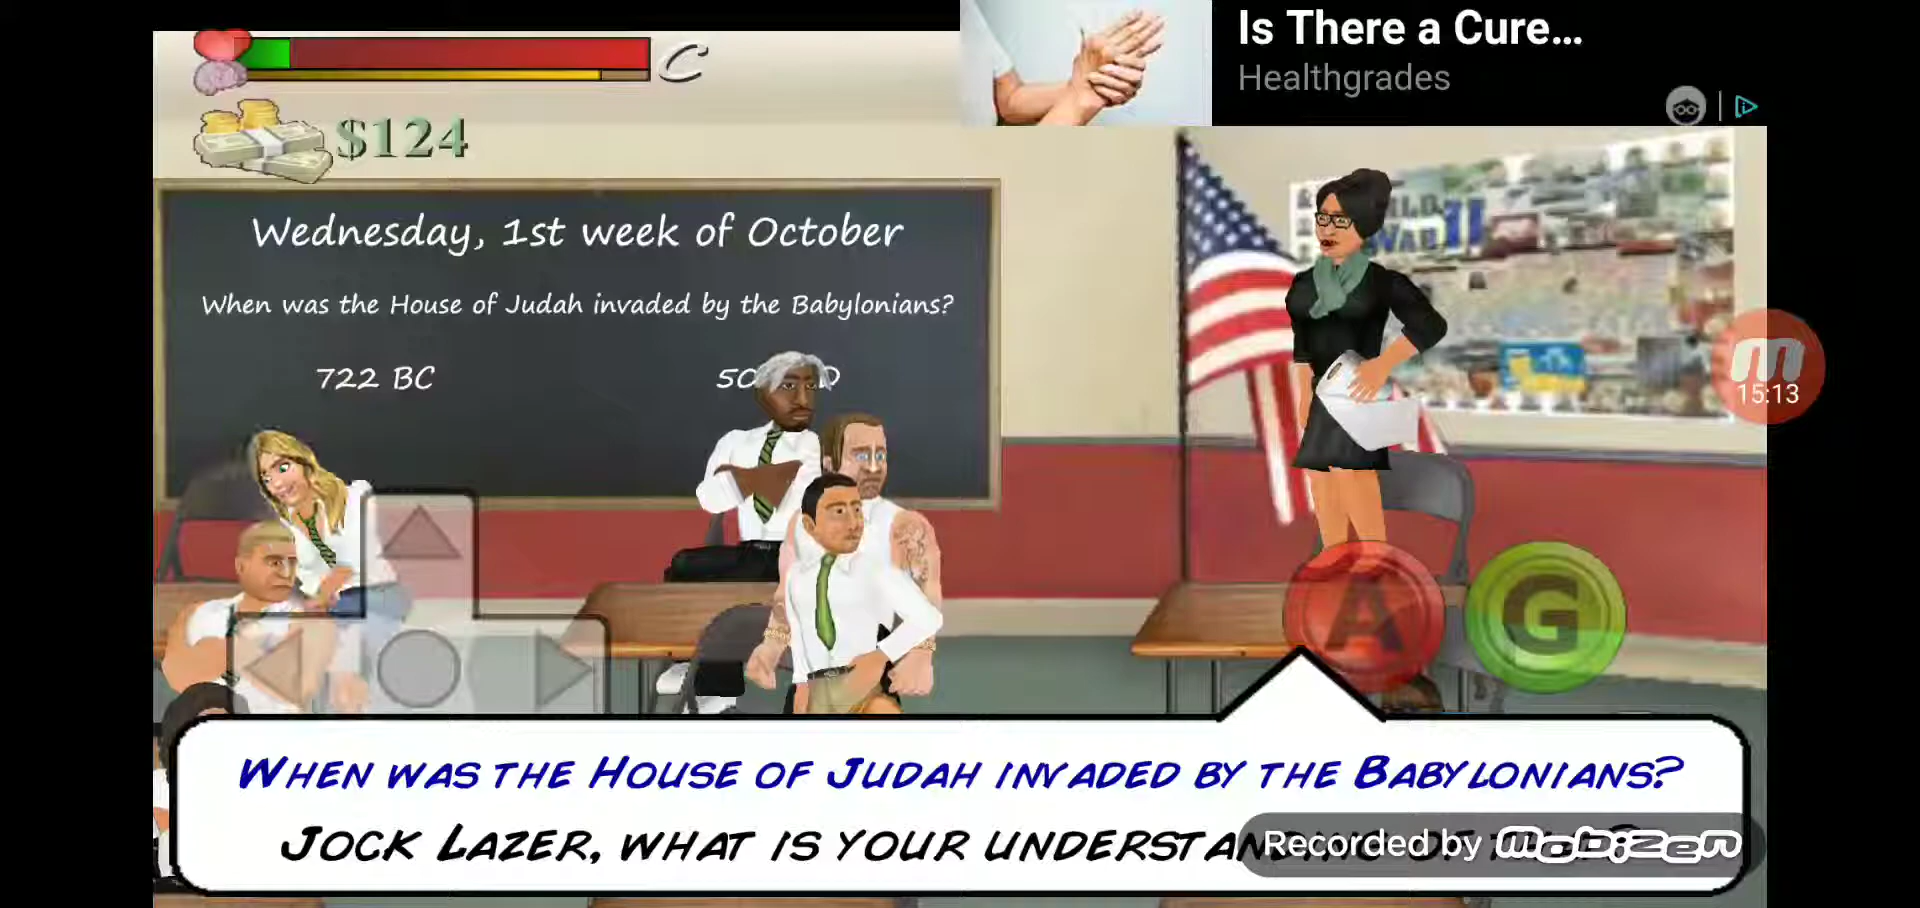 Is There a Cure...
Healthgrades
C
$124
Wednesday, 1st week of October
When was the House of Judah invaded by the Babylonians?
722 BC
15:13
A
G
WHEN WAS THE HOUSE OF JUDAH INVADED BY THE BABYLONIANS?
JOCK LAZER, WHAT IS YOUR UNDERSTANDING OF
Recorded by mobizen